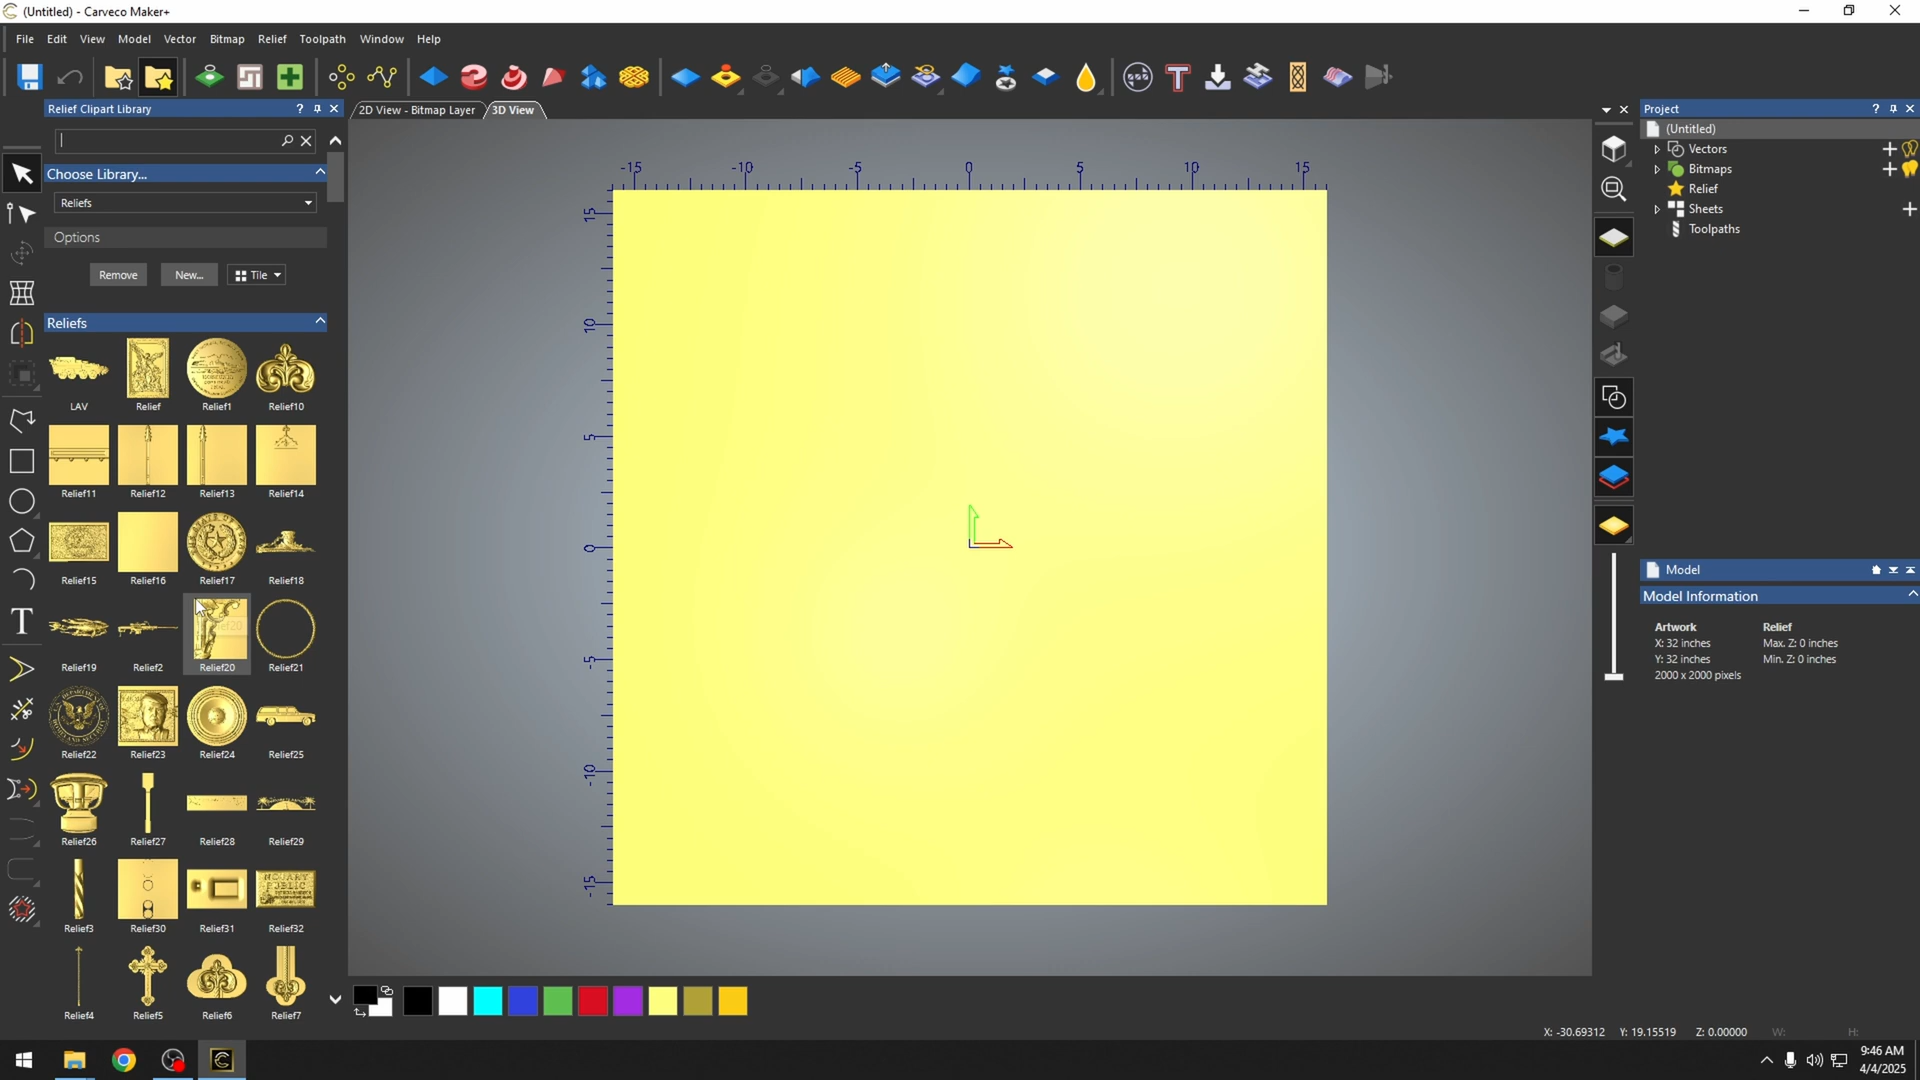 (Untitled) - Carveco Maker+
File Edit View Model Vector Bitmap Relief Toolpath Window Help
Relief Clipart Library
2D View - Bitmap Layer 3D View
Project
(Untitled)
Vectors
Bitmaps
Relief
Sheets
Toolpaths
Choose Library...
Reliefs
Options
Remove New... Tile
Reliefs
LAV Relief Relief1 Relief10
Relief11 Relief12 Relief13 Relief14
Relief15 Relief16 Relief17 Relief18
Relief19 Relief2 Relief20 Relief21
Relief22 Relief23 Relief24 Relief25
Relief26 Relief27 Relief28 Relief29
Relief3 Relief30 Relief31 Relief32
Relief4 Relief5 Relief6 Relief7
-15 -10 -5 0 5 10 15
15
10
5
0
-5
-10
-15
Model
Model Information
Artwork Relief
X: 32 inches Max. Z: 0 inches
Y: 32 inches Min. Z: 0 inches
2000 x 2000 pixels
X: -30.69312 Y: 19.15519 Z: 0.00000 W: H:
9:46 AM
4/4/2025